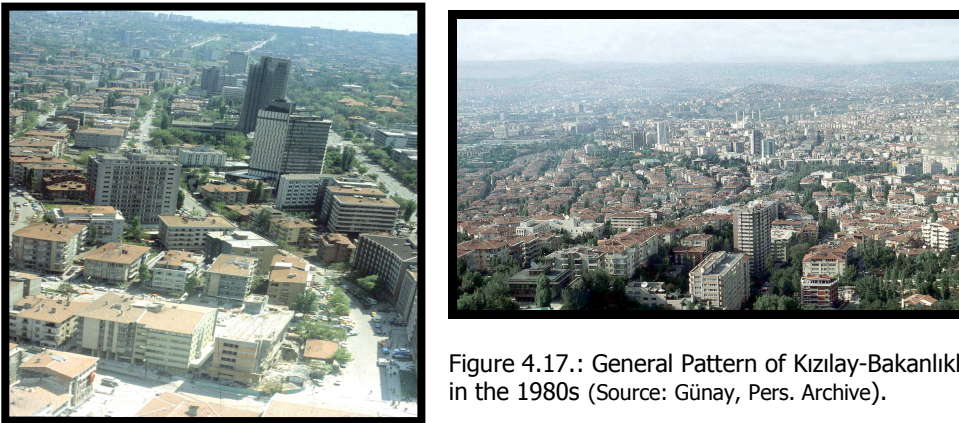 Figure 4.17.: General Pattern of Kızılay-Bakanlıkl
in the 1980s (Source: Günay, Pers. Archive).